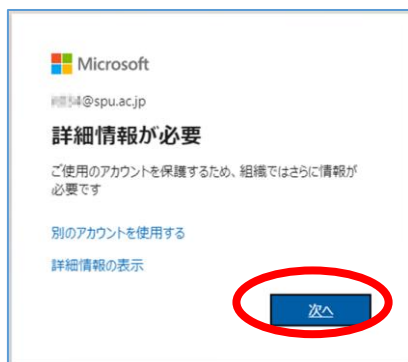 Microsoft
@spu.ac.jp
詳細情報が必要
ご使用のアカウントを保護するため、組織ではさらに情報が
必要です
別のアカウントを使用する
詳細情報の表示
次へ